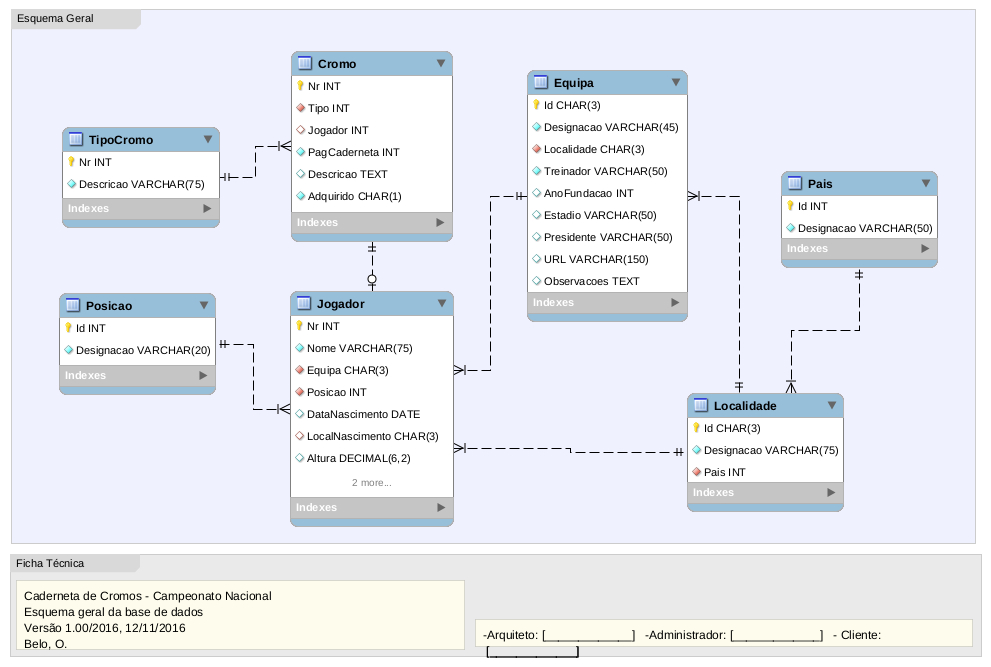 Esquema Geral
Cromo
Nr INT
Tipo INT
Jogador INT
PagCaderneta INT
Descricao TEXT
Adquirido CHAR(1)
Indexes
TipoCromo
Nr INT
Descricao VARCHAR(75)
Indexes
Equipa
Id CHAR(3)
Designacao VARCHAR(45)
Localidade CHAR(3)
Treinador VARCHAR(50)
AnoFundacao INT
Estadio VARCHAR(50)
Presidente VARCHAR(50)
URL VARCHAR(150)
Observacoes TEXT
Indexes
Pais
Id INT
Designacao VARCHAR(50)
Indexes
Posicao
Id INT
Designacao VARCHAR(20)
Indexes
Jogador
Nr INT
Nome VARCHAR(75)
Equipa CHAR(3)
Posicao INT
DataNascimento DATE
LocalNascimento CHAR(3)
Altura DECIMAL(6,2)
2 more...
Indexes
Localidade
Id CHAR(3)
Designacao VARCHAR(75)
Pais INT
Indexes
Ficha Técnica
Caderneta de Cromos - Campeonato Nacional
Esquema geral da base de dados
Versão 1.00/2016, 12/11/2016
Belo, O.
-Arquiteto: [_____________] -Administrador: [_____________] - Cliente:
[_____________]